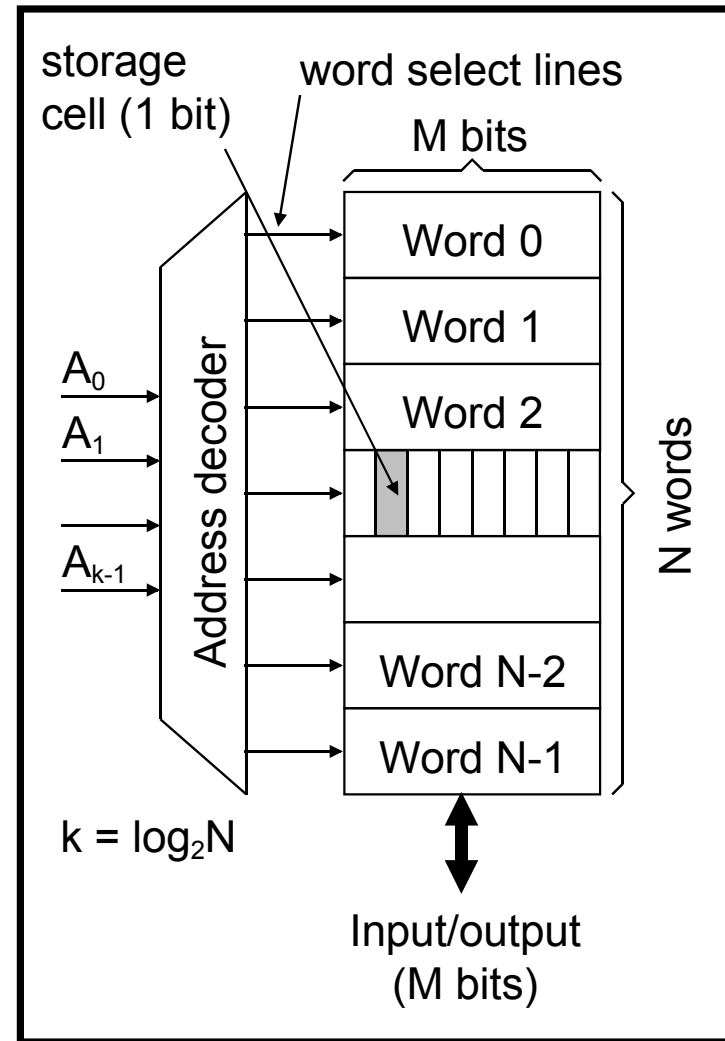 storage
cell (1 bit)
word select lines
M bits
Word 0
Word 1
Word 2
Word N-2
Word N-1
N words
Address decoder
A₀
A₁
Aₖ₋₁
k = log₂N
Input/output
(M bits)